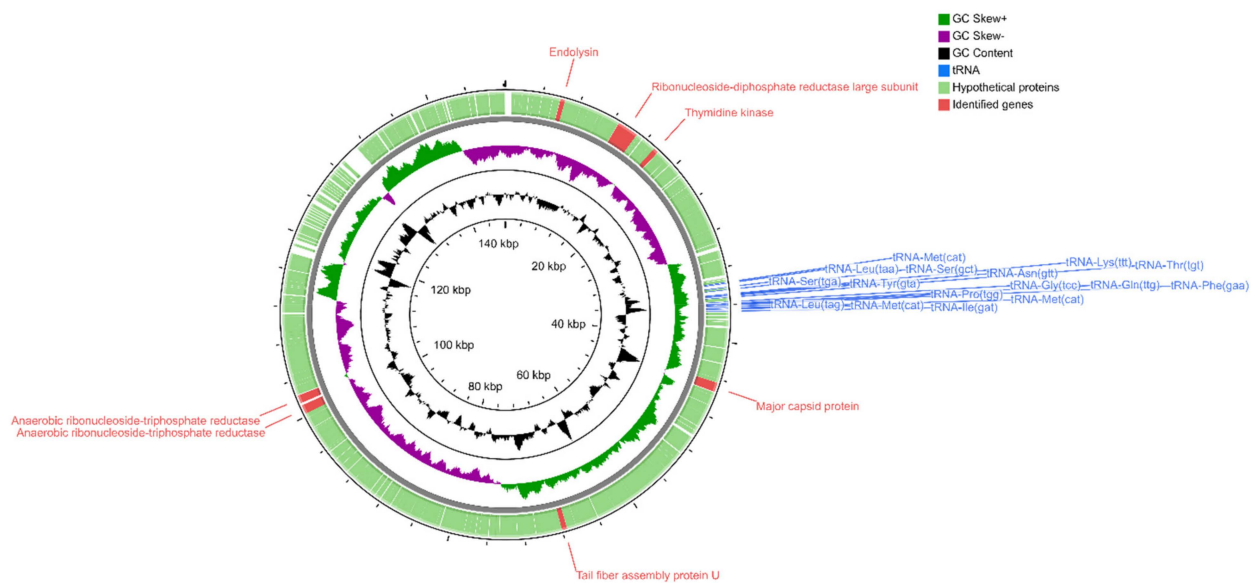 GC Skew+
GC Skew-
GC Content
tRNA
Hypothetical proteins
Identified genes
Endolysin
Ribonucleoside-diphosphate reductase large subunit
Thymidine kinase
tRNA-Met(cat)
tRNA-Lys(ttt) tRNA-Thr(tgt)
tRNA-Leu(taa) tRNA-Ser(gct)
tRNA-Asn(gtt)
tRNA-Ser(tga) tRNA-Tyr(gta)
tRNA-Gly(tcc) tRNA-Gln(ttg) tRNA-Phe(gaa)
tRNA-Pro(tgg)
tRNA-Met(cat)
tRNA-Leu(tag) tRNA-Met(cat) tRNA-Ile(gat)
140 kbp
20 kbp
40 kbp
60 kbp
80 kbp
100 kbp
120 kbp
Major capsid protein
Anaerobic ribonucleoside-triphosphate reductase
Anaerobic ribonucleoside-triphosphate reductase
Tail fiber assembly protein U